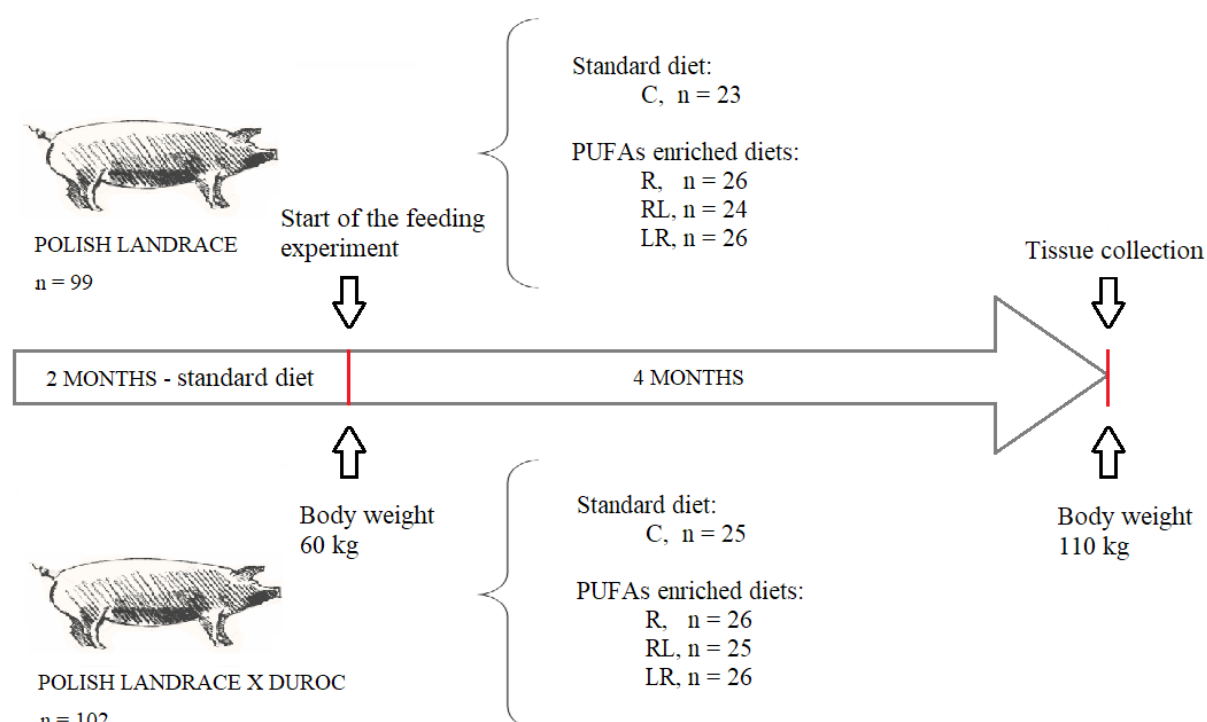 Standard diet:
C, n = 23
PUFAs enriched diets:
R, n = 26
RL, n = 24
LR, n = 26
POLISH LANDRACE
n = 99
Start of the feeding
experiment
Tissue collection
2 MONTHS - standard diet
4 MONTHS
Body weight
60 kg
Body weight
110 kg
Standard diet:
C, n = 25
PUFAs enriched diets:
R, n = 26
RL, n = 25
LR, n = 26
POLISH LANDRACE X DUROC
n = 102